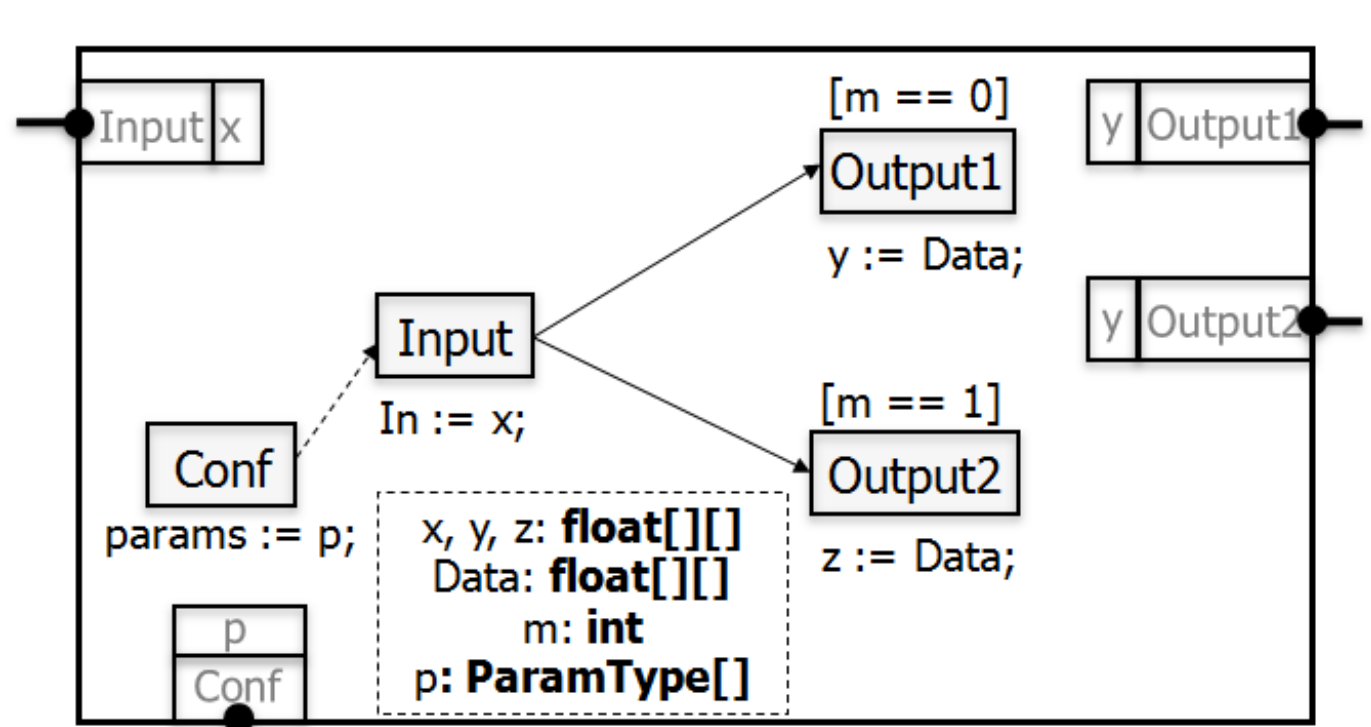 Input x
[m == 0]
y Output1
Output1
y := Data;
Input
y Output2
In := x;
[m == 1]
Conf
Output2
params := p;
x, y, z: float[][]
z := Data;
Data: float[][]
m: int
p: ParamType[]
p
Conf